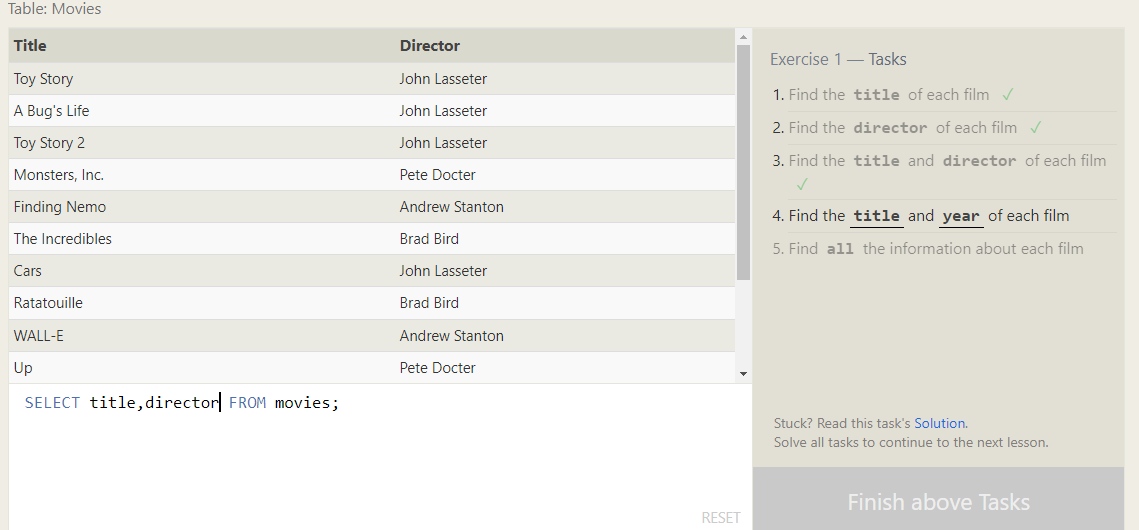 Table: Movies
Title Director
Toy Story John Lasseter
A Bug's Life John Lasseter
Toy Story 2 John Lasseter
Monsters, Inc. Pete Docter
Finding Nemo Andrew Stanton
The Incredibles Brad Bird
Cars John Lasseter
Ratatouille Brad Bird
WALL-E Andrew Stanton
Up Pete Docter
SELECT title,director FROM movies;
RESET
Exercise 1 — Tasks
1. Find the title of each film ✓
2. Find the director of each film ✓
3. Find the title and director of each film
✓
4. Find the title and year of each film
5. Find all the information about each film
Stuck? Read this task's Solution.
Solve all tasks to continue to the next lesson.
Finish above Tasks